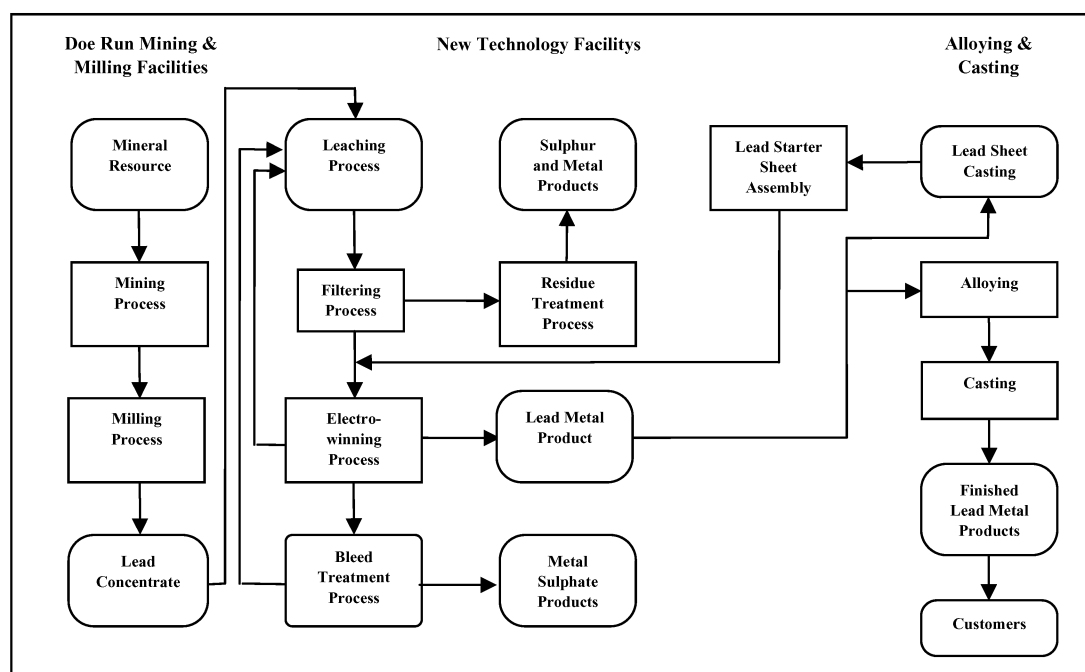 Doe Run Mining &
Milling Facilities
New Technology Facilitys
Alloying &
Casting
Mineral
Resource
Leaching
Process
Sulphur
and Metal
Products
Lead Starter
Sheet
Assembly
Lead Sheet
Casting
Mining
Process
Filtering
Process
Residue
Treatment
Process
Alloying
Milling
Process
Electro-
winning
Process
Lead Metal
Product
Casting
Lead
Concentrate
Bleed
Treatment
Process
Metal
Sulphate
Products
Finished
Lead Metal
Products
Customers